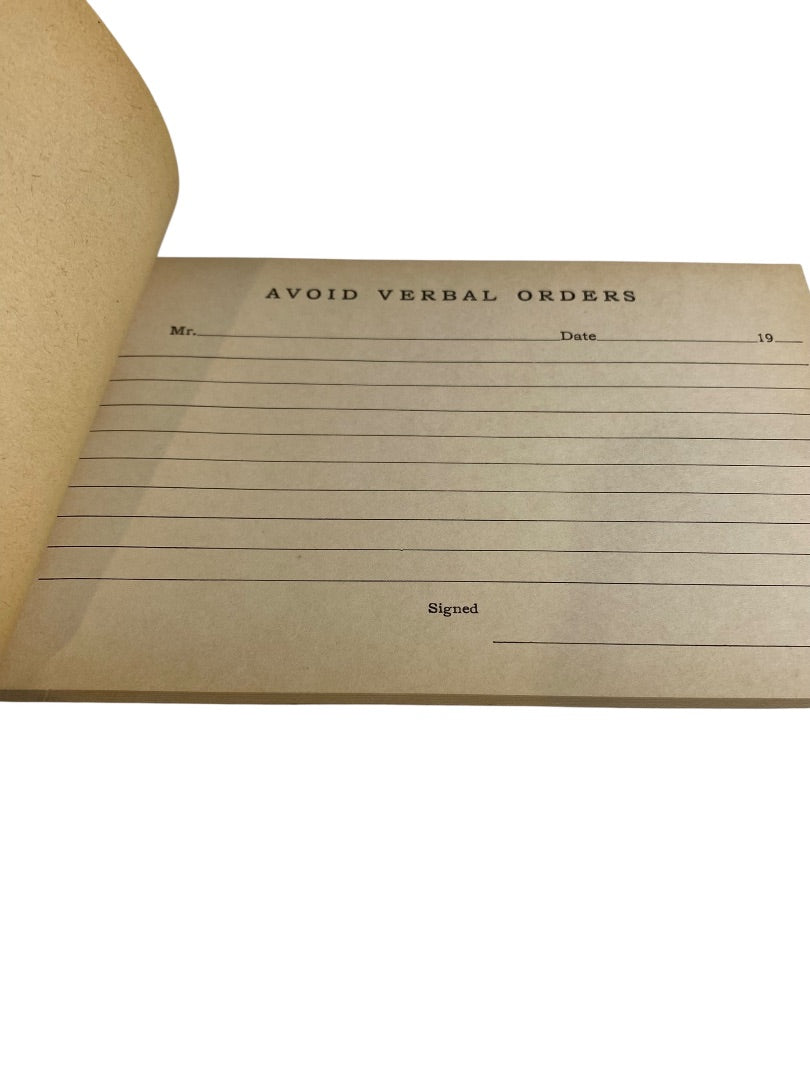 AVOID VERBAL ORDERS
Mr. Date 19
Signed